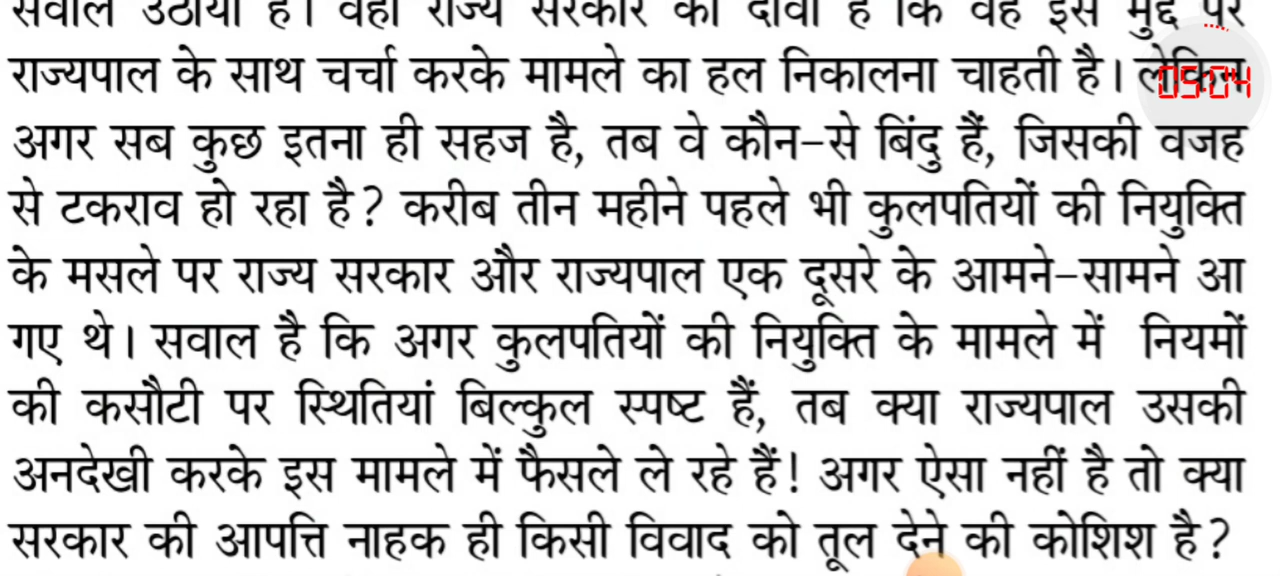 सवाल उठाया है। वहीं राज्य सरकार का दावा है कि वह इस मुद्दे पर
राज्यपाल के साथ चर्चा करके मामले का हल निकालना चाहती है। लेकिन
05:04
अगर सब कुछ इतना ही सहज है, तब वे कौन-से बिंदु हैं, जिसकी वजह
से टकराव हो रहा है? करीब तीन महीने पहले भी कुलपतियों की नियुक्ति
के मसले पर राज्य सरकार और राज्यपाल एक दूसरे के आमने-सामने आ
गए थे। सवाल है कि अगर कुलपतियों की नियुक्ति के मामले में नियमों
की कसौटी पर स्थितियां बिल्कुल स्पष्ट हैं, तब क्या राज्यपाल उसकी
अनदेखी करके इस मामले में फैसले ले रहे हैं! अगर ऐसा नहीं है तो क्या
सरकार की आपत्ति नाहक ही किसी विवाद को तूल देने की कोशिश है?